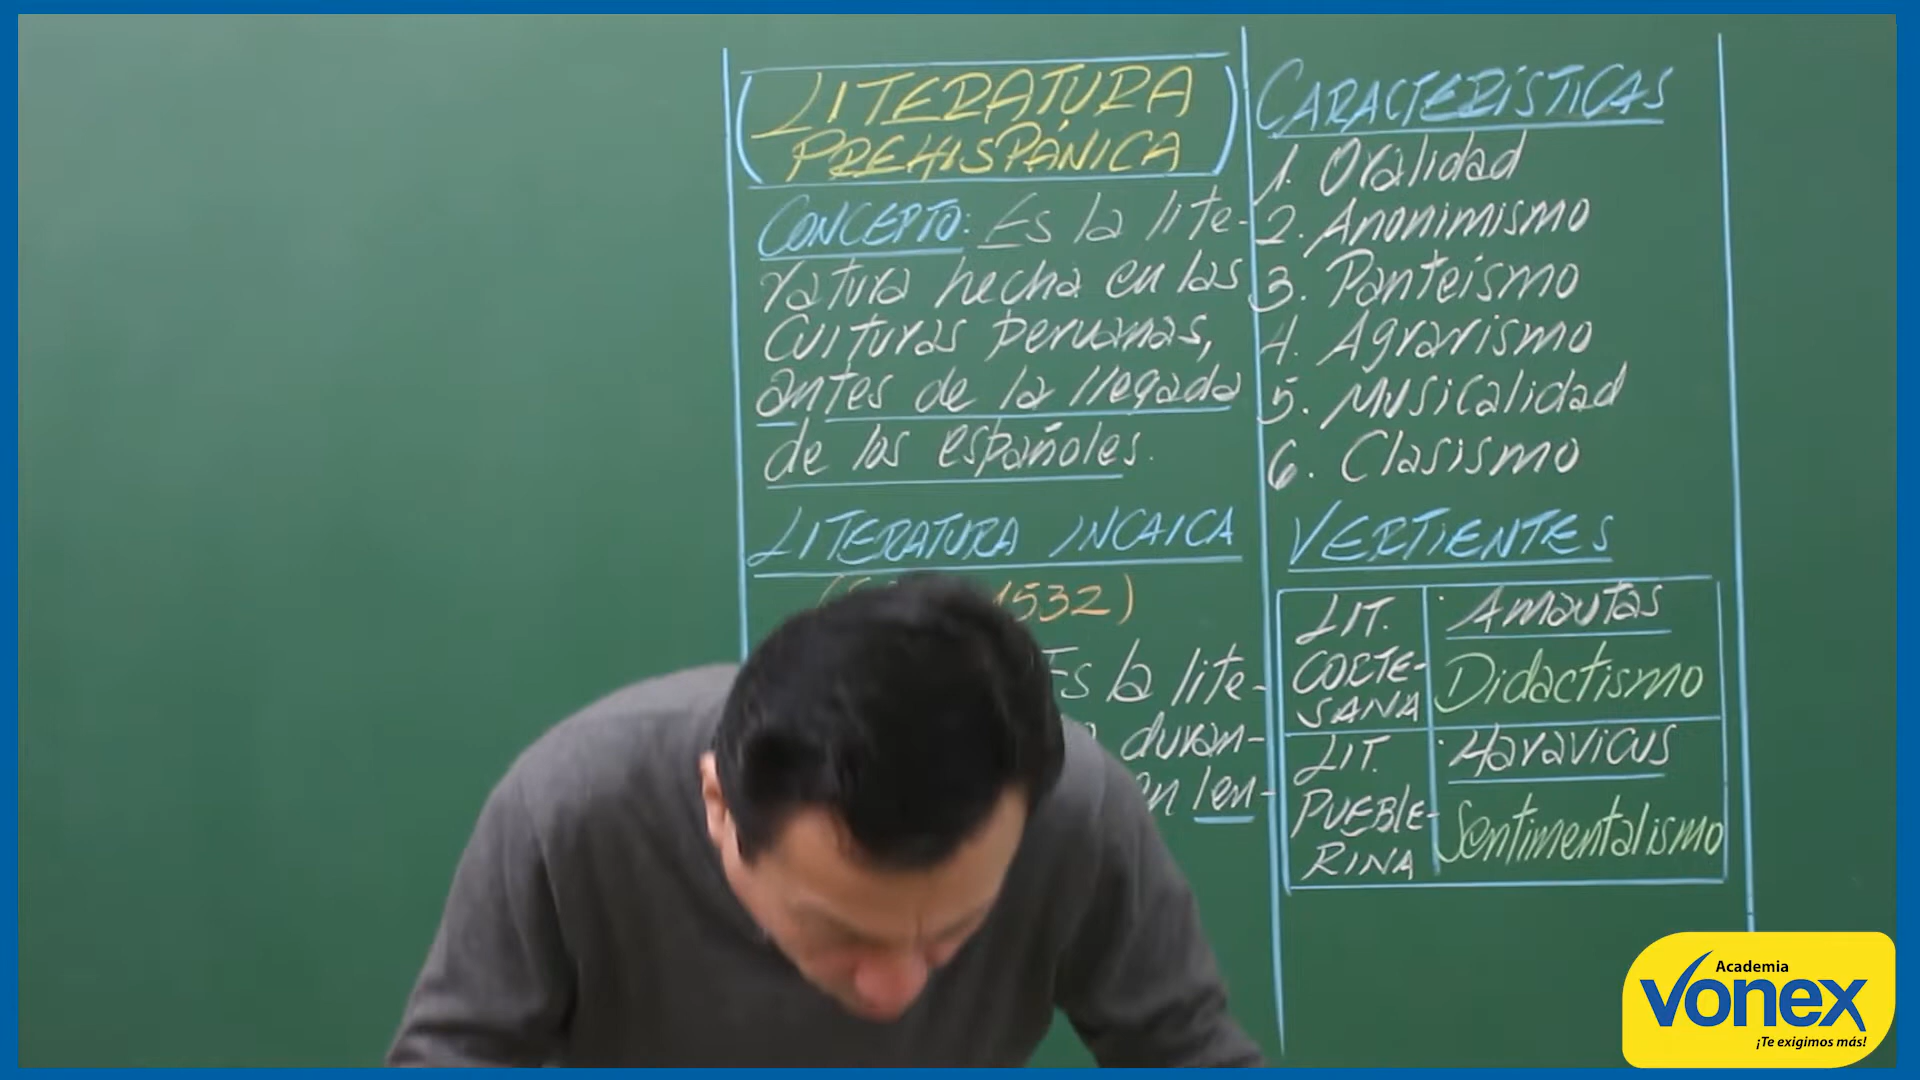 LITERATURA
PREHISPÁNICA
CONCEPTO: Es la lite-
ratura hecha en las
culturas peruanas,
antes de la llegada
de los españoles.
LITERATURA INCAICA
1532)
Es la lite-
duran-
en len-
CARACTERÍSTICAS
1. Oralidad
2. Anonimismo
3. Panteísmo
4. Agrarismo
5. Musicalidad
6. Clasismo
VERTIENTES
LIT.
CORTE-
SANA
· Amautas
Didactismo
LIT.
PUEBLE-
RINA
· Haravicus
Sentimentalismo
Academia
Vonex
¡Te exigimos más!